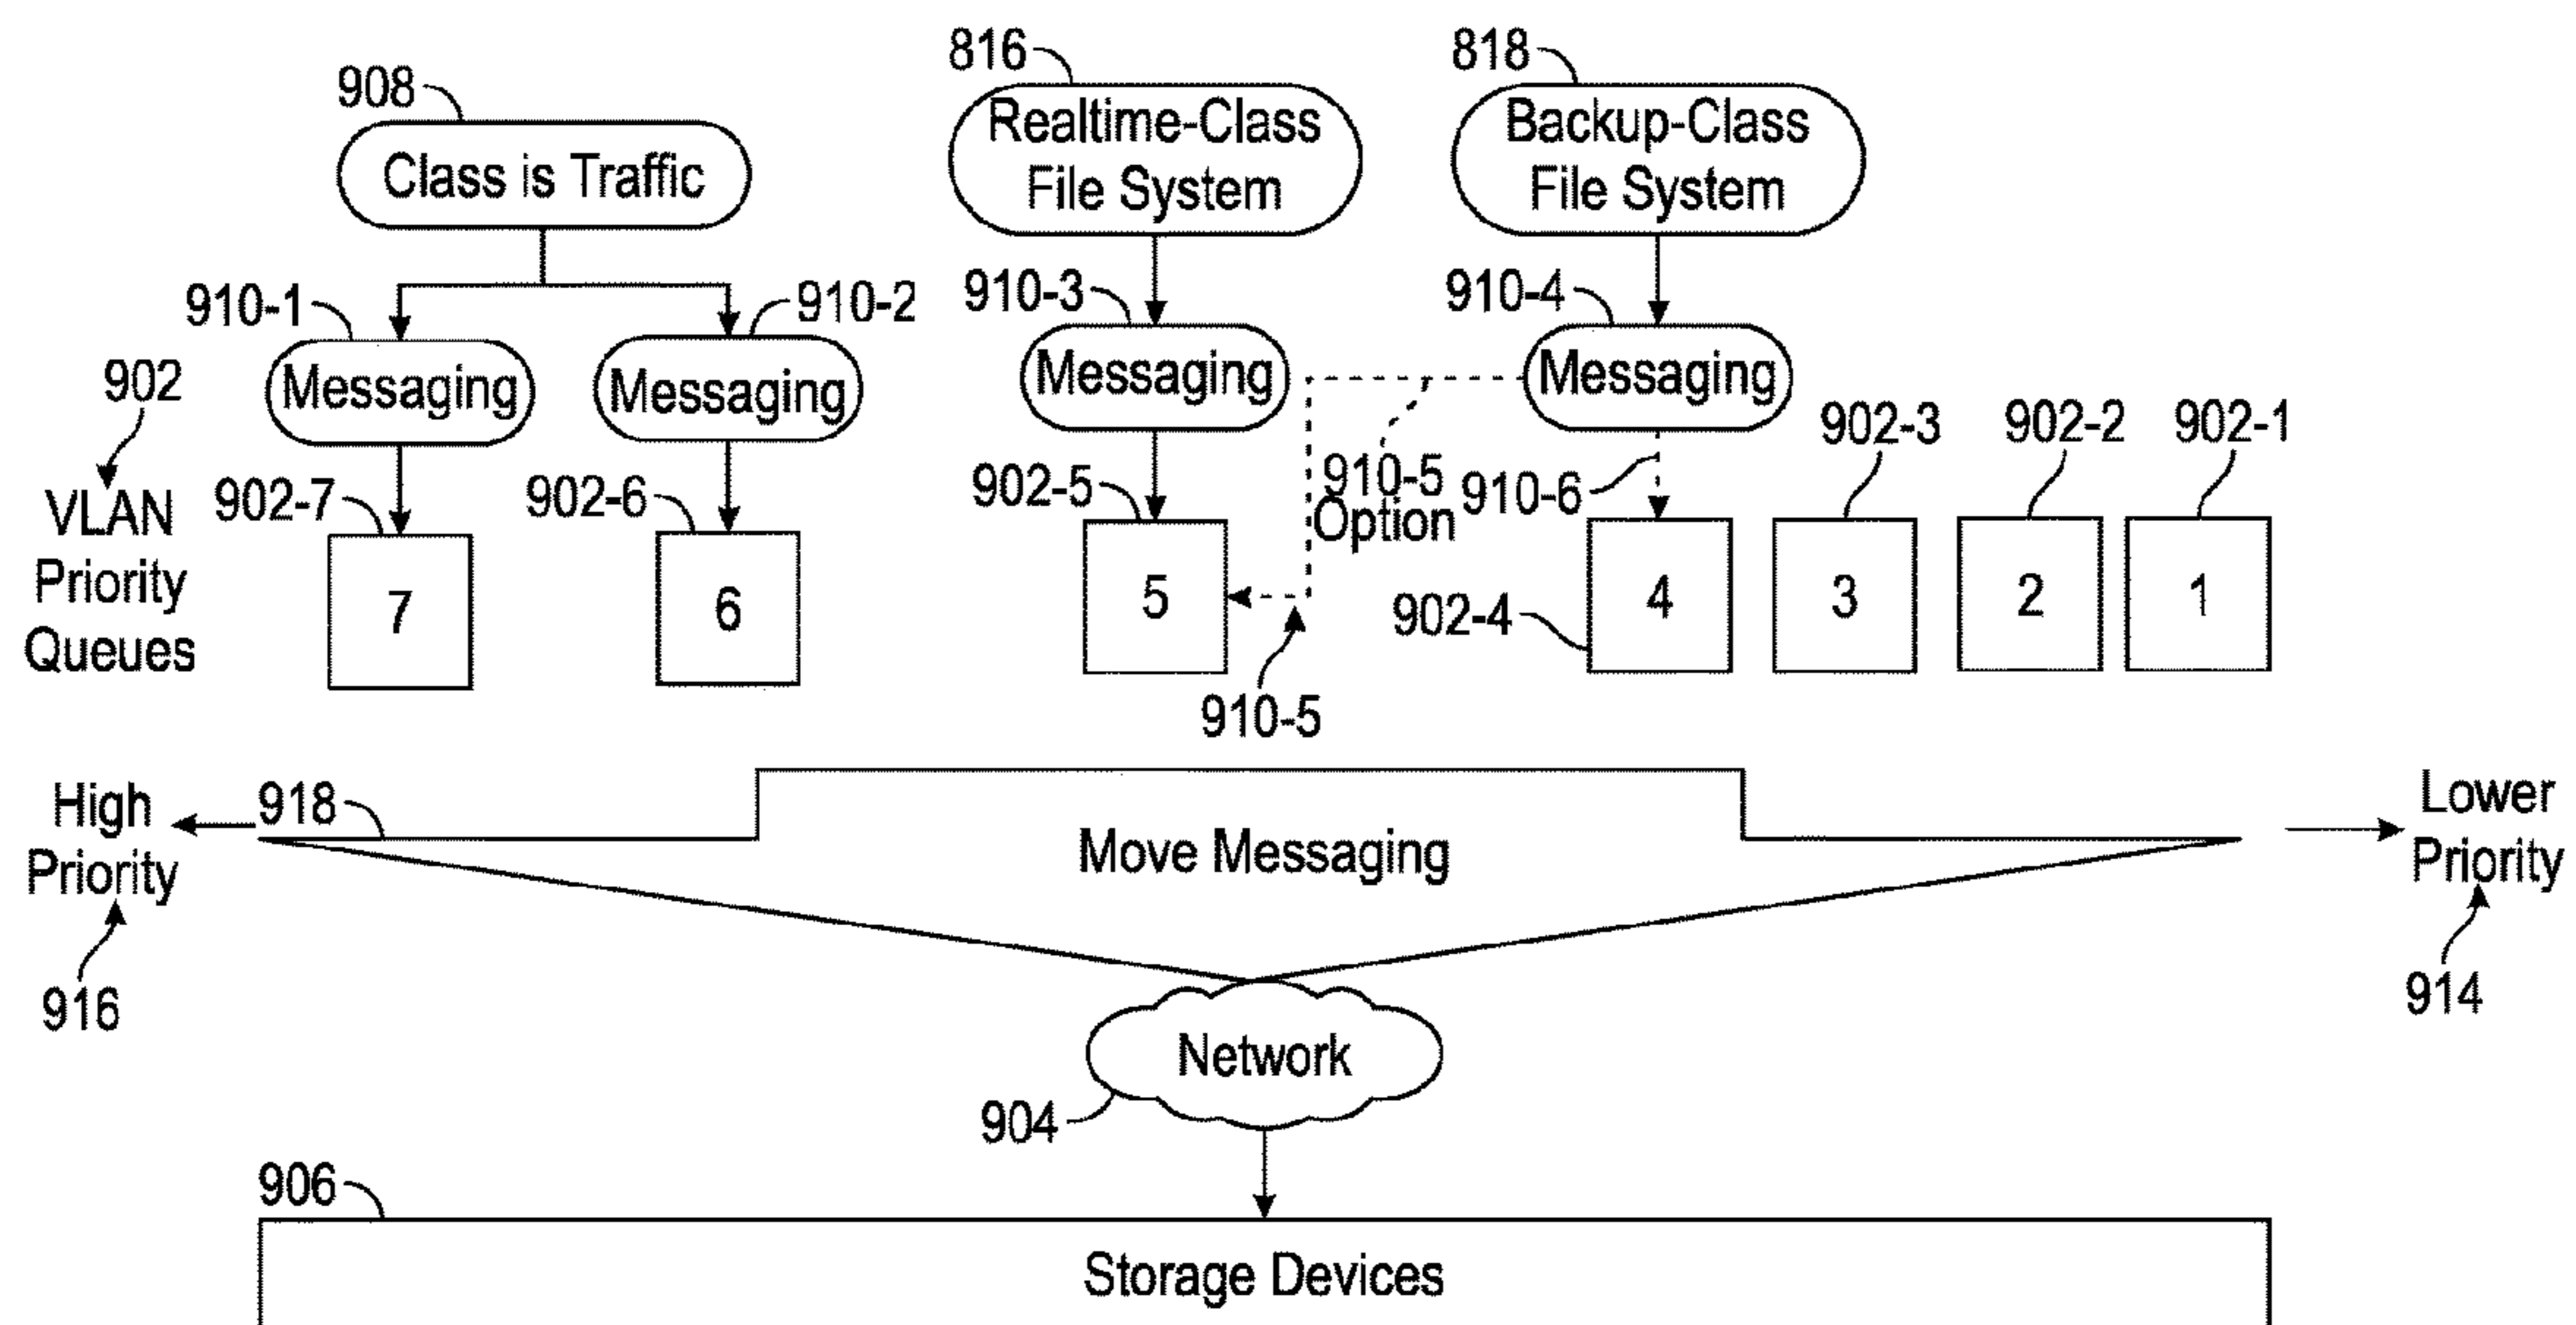 816
818
908
Realtime-Class
File System
Backup-Class
File System
Class is Traffic
910-1
910-2
910-3
910-4
Messaging
Messaging
Messaging
Messaging
902
VLAN
Priority
Queues
902-7
902-6
902-5
910-5
Option
910-6
902-4
902-3
902-2
902-1
7
6
5
4
3
2
1
910-5
High
Priority
918
Move Messaging
Lower
Priority
916
914
Network
904
906
Storage Devices